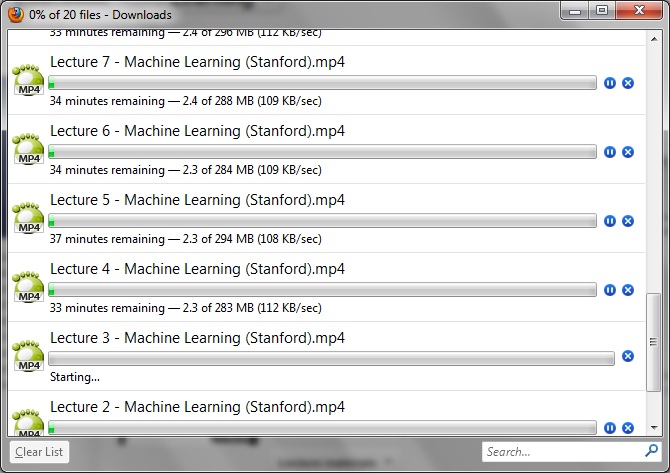 0% of 20 files - Downloads
33 minutes remaining — 2.4 of 296 MB (112 KB/sec)
Lecture 7 - Machine Learning (Stanford).mp4
MP4
34 minutes remaining — 2.4 of 288 MB (109 KB/sec)
Lecture 6 - Machine Learning (Stanford).mp4
MP4
34 minutes remaining — 2.3 of 284 MB (109 KB/sec)
Lecture 5 - Machine Learning (Stanford).mp4
MP4
37 minutes remaining — 2.3 of 294 MB (108 KB/sec)
Lecture 4 - Machine Learning (Stanford).mp4
MP4
33 minutes remaining — 2.3 of 283 MB (112 KB/sec)
Lecture 3 - Machine Learning (Stanford).mp4
MP4
Starting...
Lecture 2 - Machine Learning (Stanford).mp4
MP4
Clear List
Search...